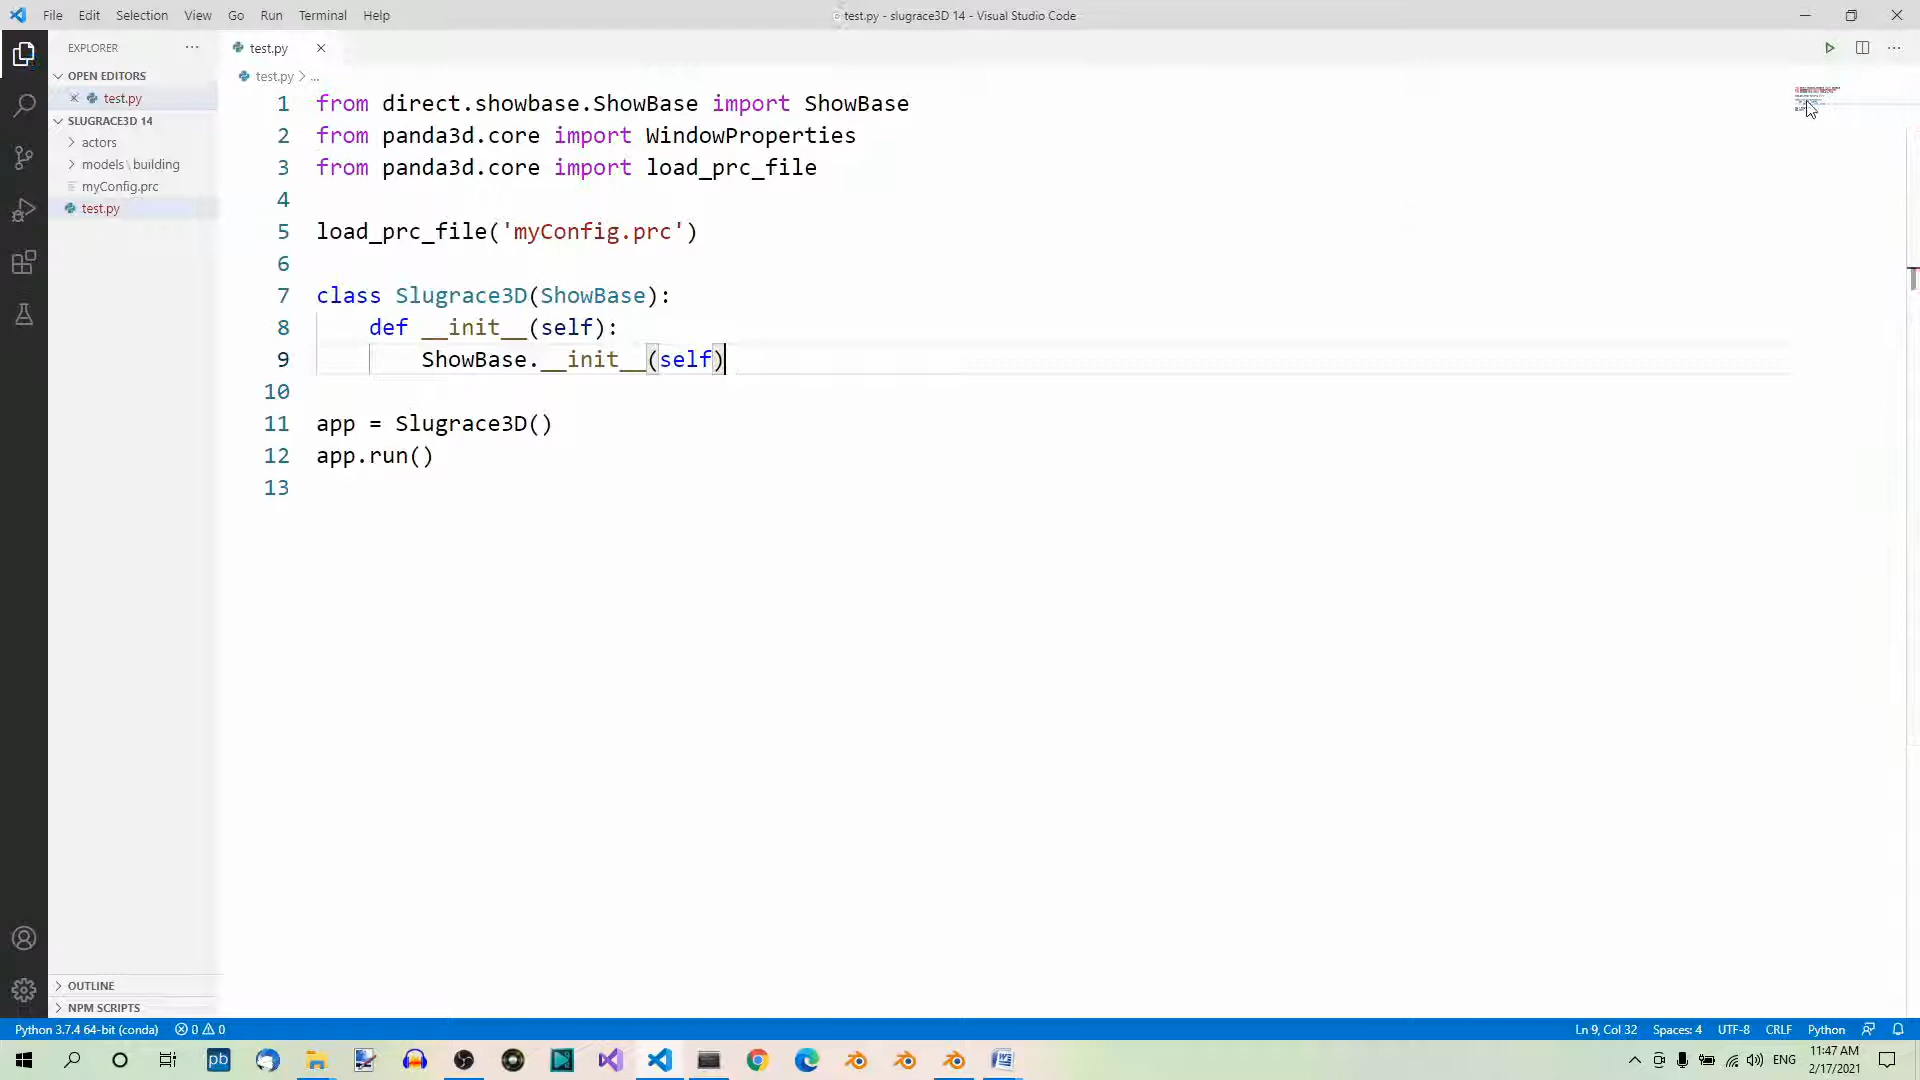 File Edit Selection View Go Run Terminal Help
test.py - slugrace3D 14 - Visual Studio Code
EXPLORER
OPEN EDITORS
test.py
SLUGRACE3D 14
actors
models \ building
myConfig.prc
test.py
OUTLINE
NPM SCRIPTS
test.py
test.py > ...
1 from direct.showbase.ShowBase import ShowBase
2 from panda3d.core import WindowProperties
3 from panda3d.core import load_prc_file
4
5 load_prc_file('myConfig.prc')
6
7 class Slugrace3D(ShowBase):
8 def __init__(self):
9 ShowBase.__init__(self)
10
11 app = Slugrace3D()
12 app.run()
13
Python 3.7.4 64-bit (conda) 0 0 Ln 9, Col 32 Spaces: 4 UTF-8 CRLF Python
pb ENG 11:47 AM
2/17/2021